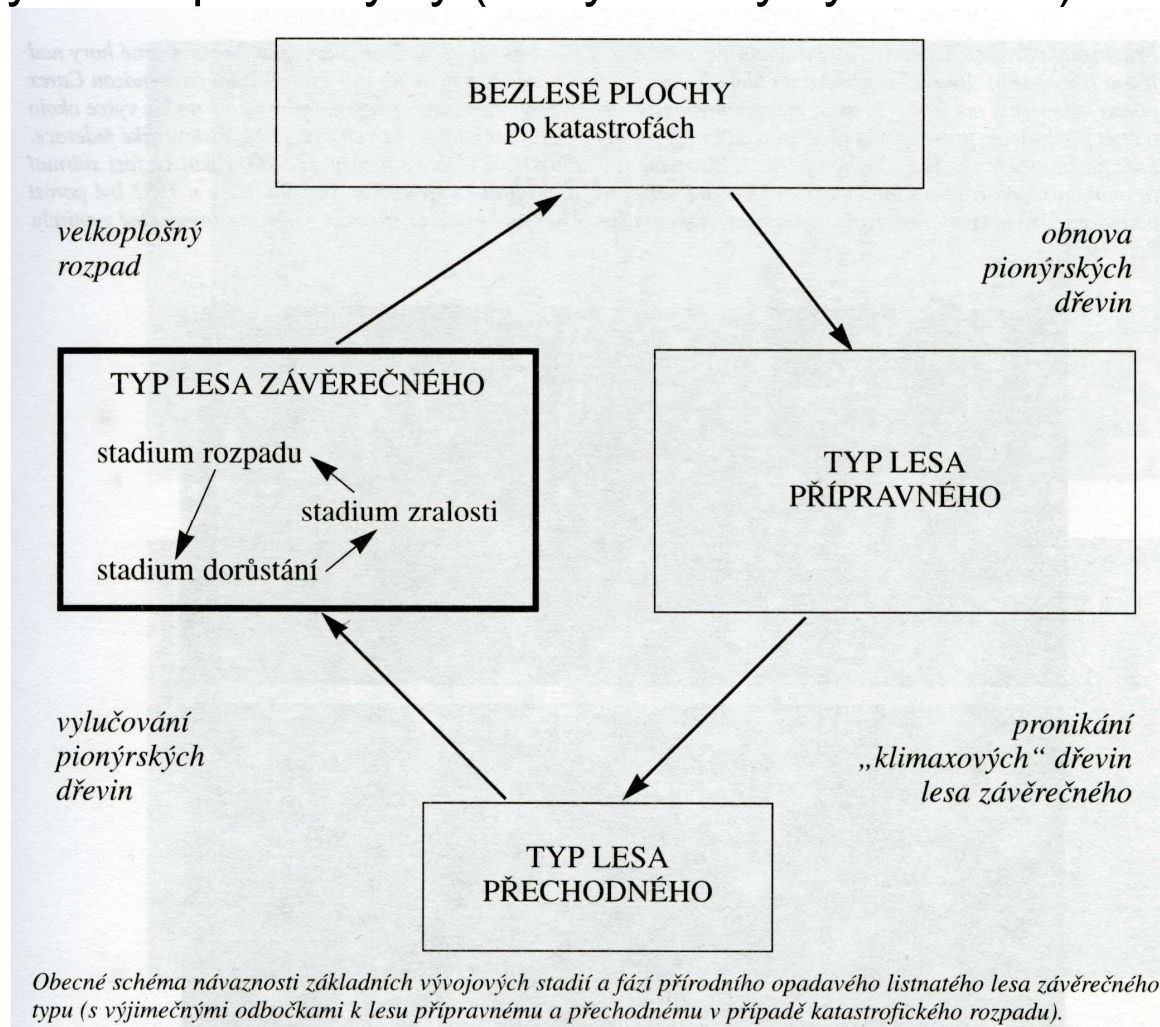 BEZLESÉ PLOCHY
po katastrofách
velkoplošný
rozpad
obnova
pionýrských
dřevin
TYP LESA ZÁVĚREČNÉHO
stadium rozpadu
stadium zralosti
stadium dorůstání
TYP LESA
PŘÍPRAVNÉHO
vylučování
pionýrských
dřevin
pronikání
„klimaxových“ dřevin
lesa závěrečného
TYP LESA
PŘECHODNÉHO
Obecné schéma návaznosti základních vývojových stadií a fází přírodního opadavého listnatého lesa závěrečného
typu (s výjimečnými odbočkami k lesu přípravnému a přechodnému v případě katastrofického rozpadu).